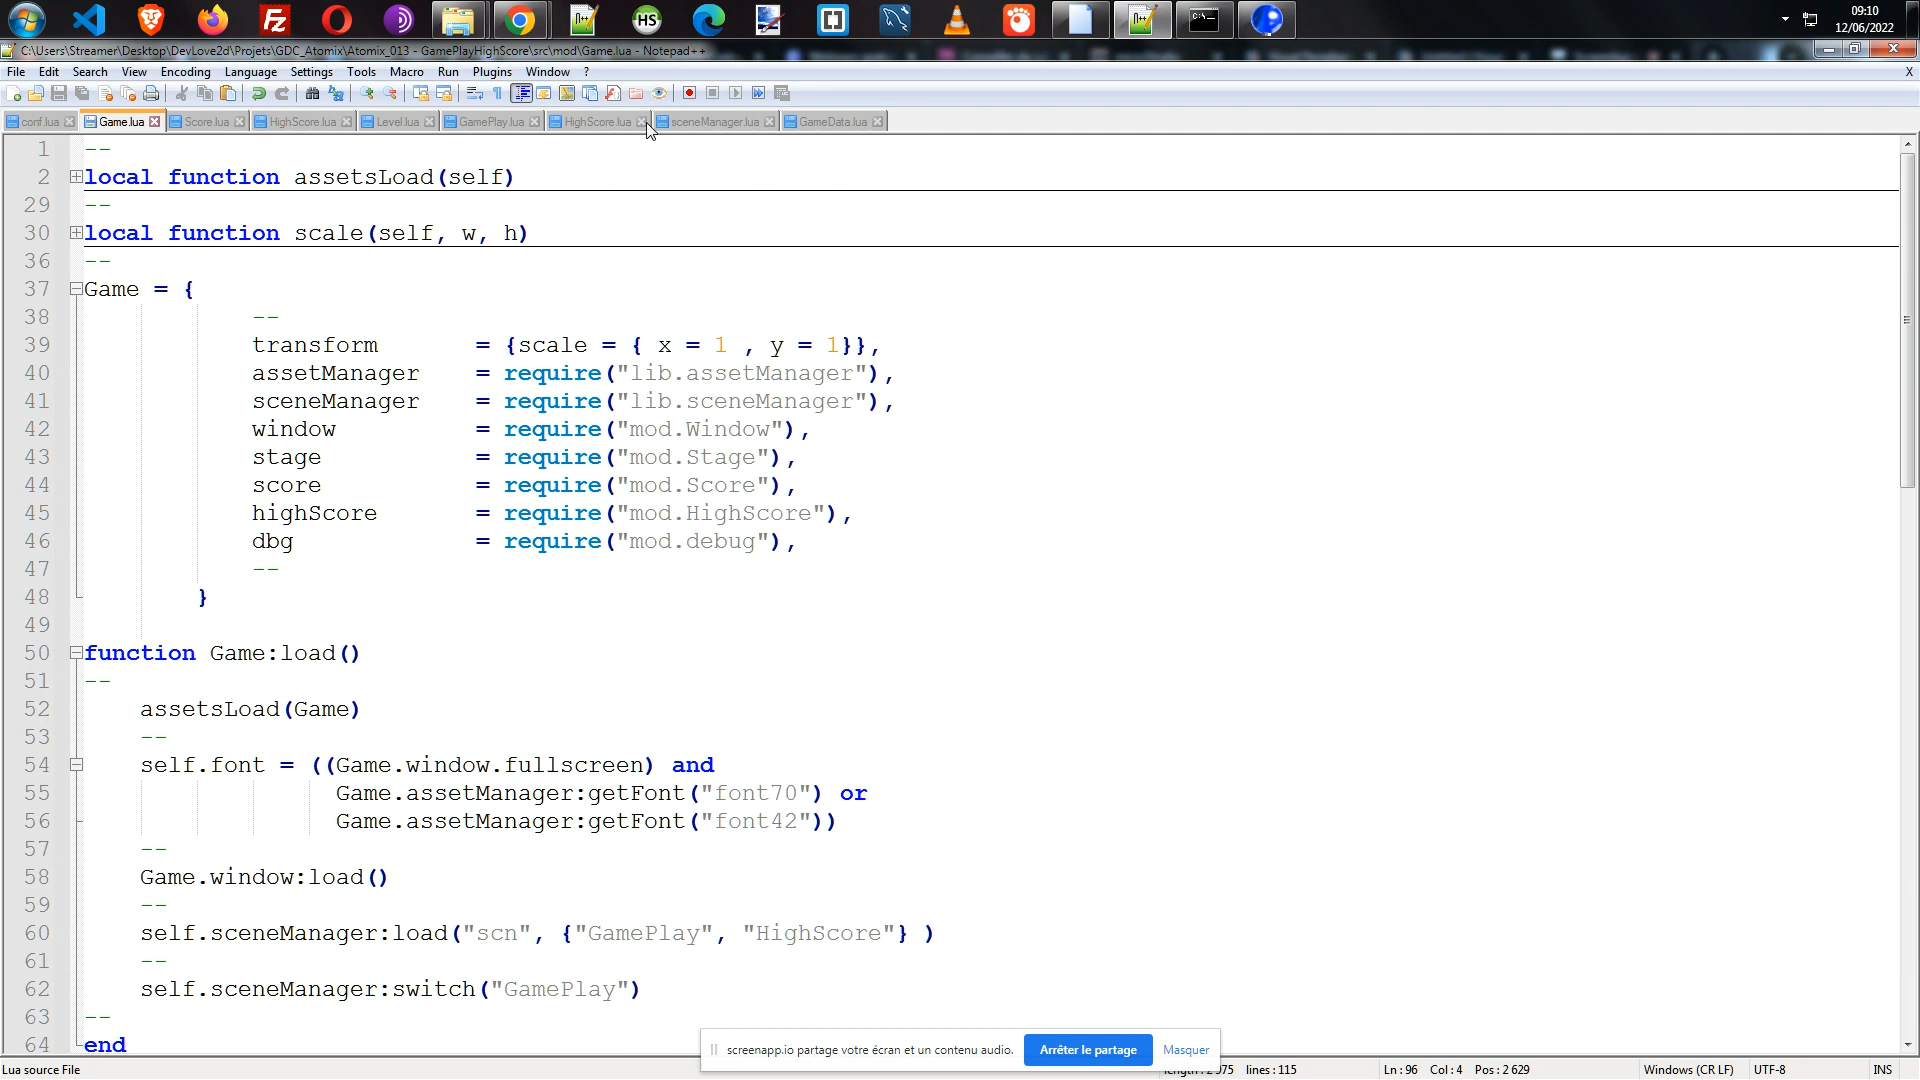 09:10
12/06/2022
C:\Users\Streamer\Desktop\DevLove2d\Projets\GDC_Atomix\Atomix_013 - GamePlayHighScore\src\mod\Game.lua - Notepad++
File Edit Search View Encoding Language Settings Tools Macro Run Plugins Window ? X
conf.lua Game.lua Score.lua HighScore.lua Level.lua GamePlay.lua HighScore.lua sceneManager.lua GameData.lua
1 --
2 local function assetsLoad(self)
29 --
30 local function scale(self, w, h)
36 --
37 Game = {
38 --
39 transform = {scale = { x = 1 , y = 1}},
40 assetManager = require("lib.assetManager"),
41 sceneManager = require("lib.sceneManager"),
42 window = require("mod.Window"),
43 stage = require("mod.Stage"),
44 score = require("mod.Score"),
45 highScore = require("mod.HighScore"),
46 dbg = require("mod.debug"),
47 --
48 }
49
50 function Game:load()
51 --
52 assetsLoad(Game)
53 --
54 self.font = ((Game.window.fullscreen) and
55 Game.assetManager:getFont("font70") or
56 Game.assetManager:getFont("font42"))
57 --
58 Game.window:load()
59 --
60 self.sceneManager:load("scn", {"GamePlay", "HighScore"} )
61 --
62 self.sceneManager:switch("GamePlay")
63 --
64 end
screenapp.io partage votre écran et un contenu audio. Arrêter le partage Masquer
Lua source File lines : 115 Ln : 96 Col : 4 Pos : 2 629 Windows (CR LF) UTF-8 INS